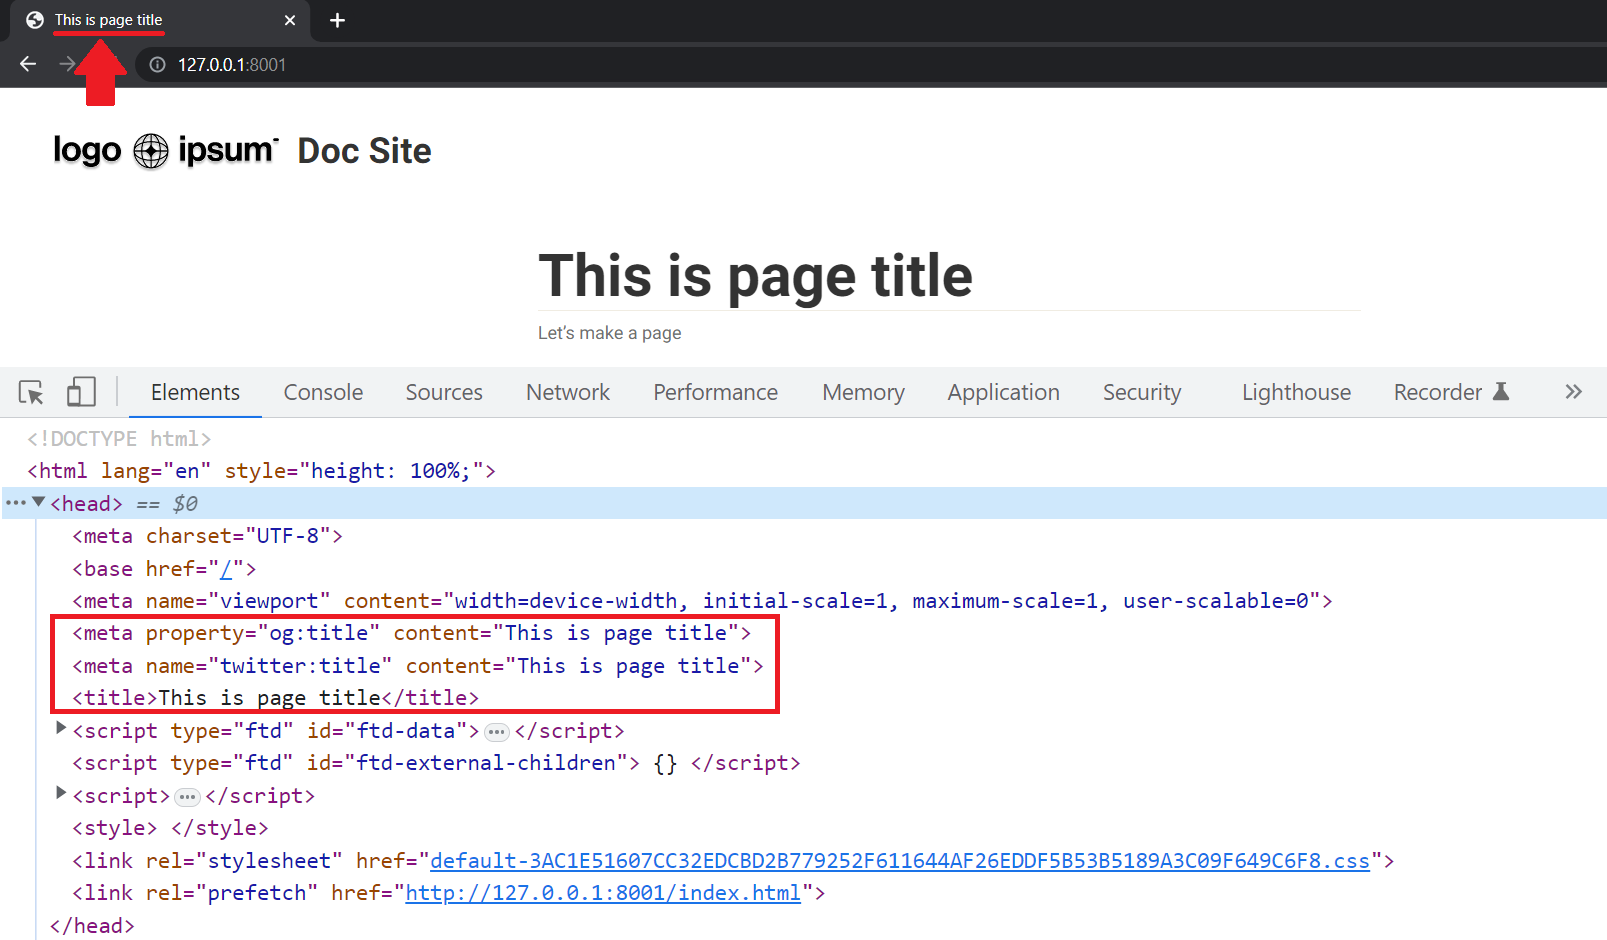 This is page title
127.0.0.1:8001
logo ipsum Doc Site
This is page title
Let's make a page
Elements Console Sources Network Performance Memory Application Security Lighthouse Recorder
<!DOCTYPE html>
<html lang="en" style="height: 100%;">
<head> == $0
<meta charset="UTF-8">
<base href="/">
<meta name="viewport" content="width=device-width, initial-scale=1, maximum-scale=1, user-scalable=0">
<meta property="og:title" content="This is page title">
<meta name="twitter:title" content="This is page title">
<title>This is page title</title>
<script type="ftd" id="ftd-data">…</script>
<script type="ftd" id="ftd-external-children"> {} </script>
<script>…</script>
<style> </style>
<link rel="stylesheet" href="default-3AC1E51607CC32EDCBD2B779252F611644AF26EDDF5B53B5189A3C09F649C6F8.css">
<link rel="prefetch" href="http://127.0.0.1:8001/index.html">
</head>